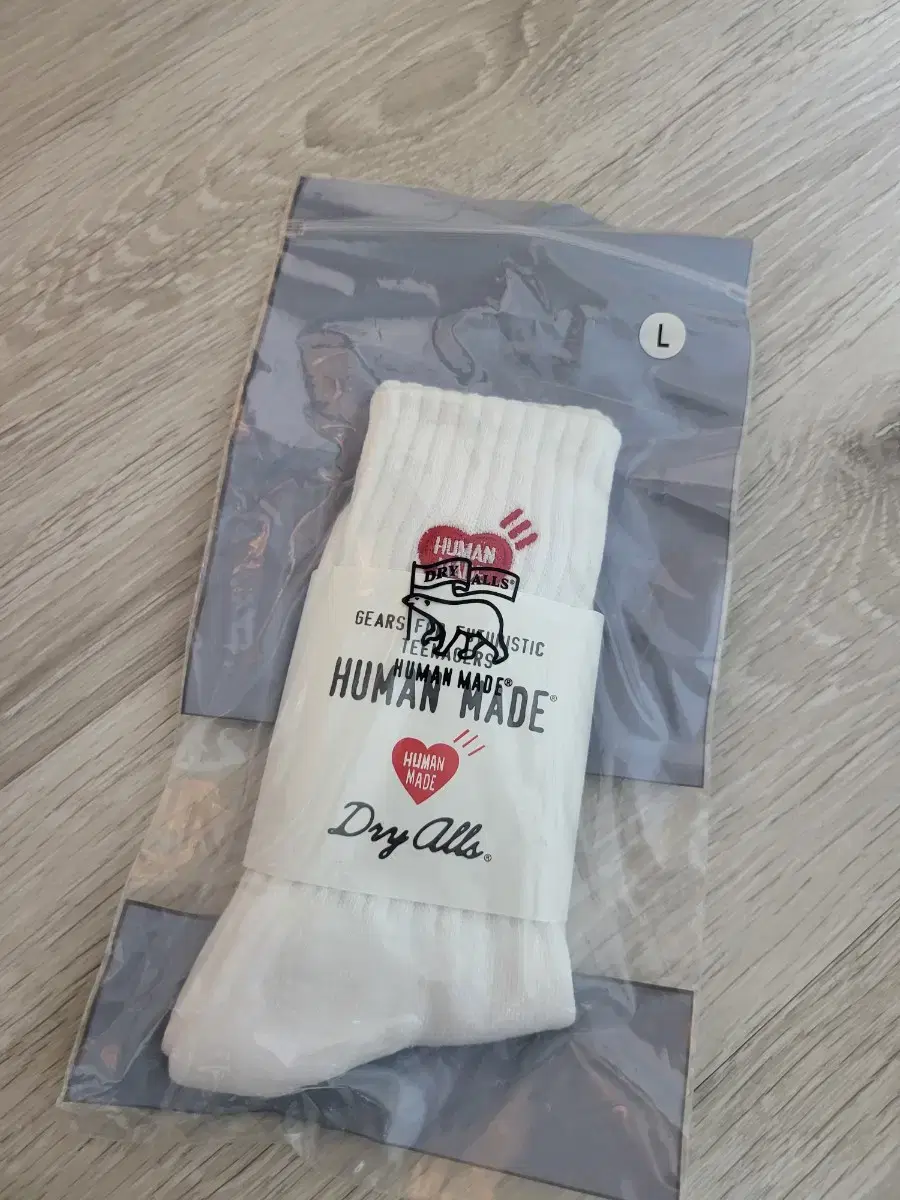 L
HUMAN
DRY ALLS®
GEARS FOR FUTURISTIC
TEENAGERS
HUMAN MADE®
HUMAN MADE®
HUMAN
MADE
Dry Alls®